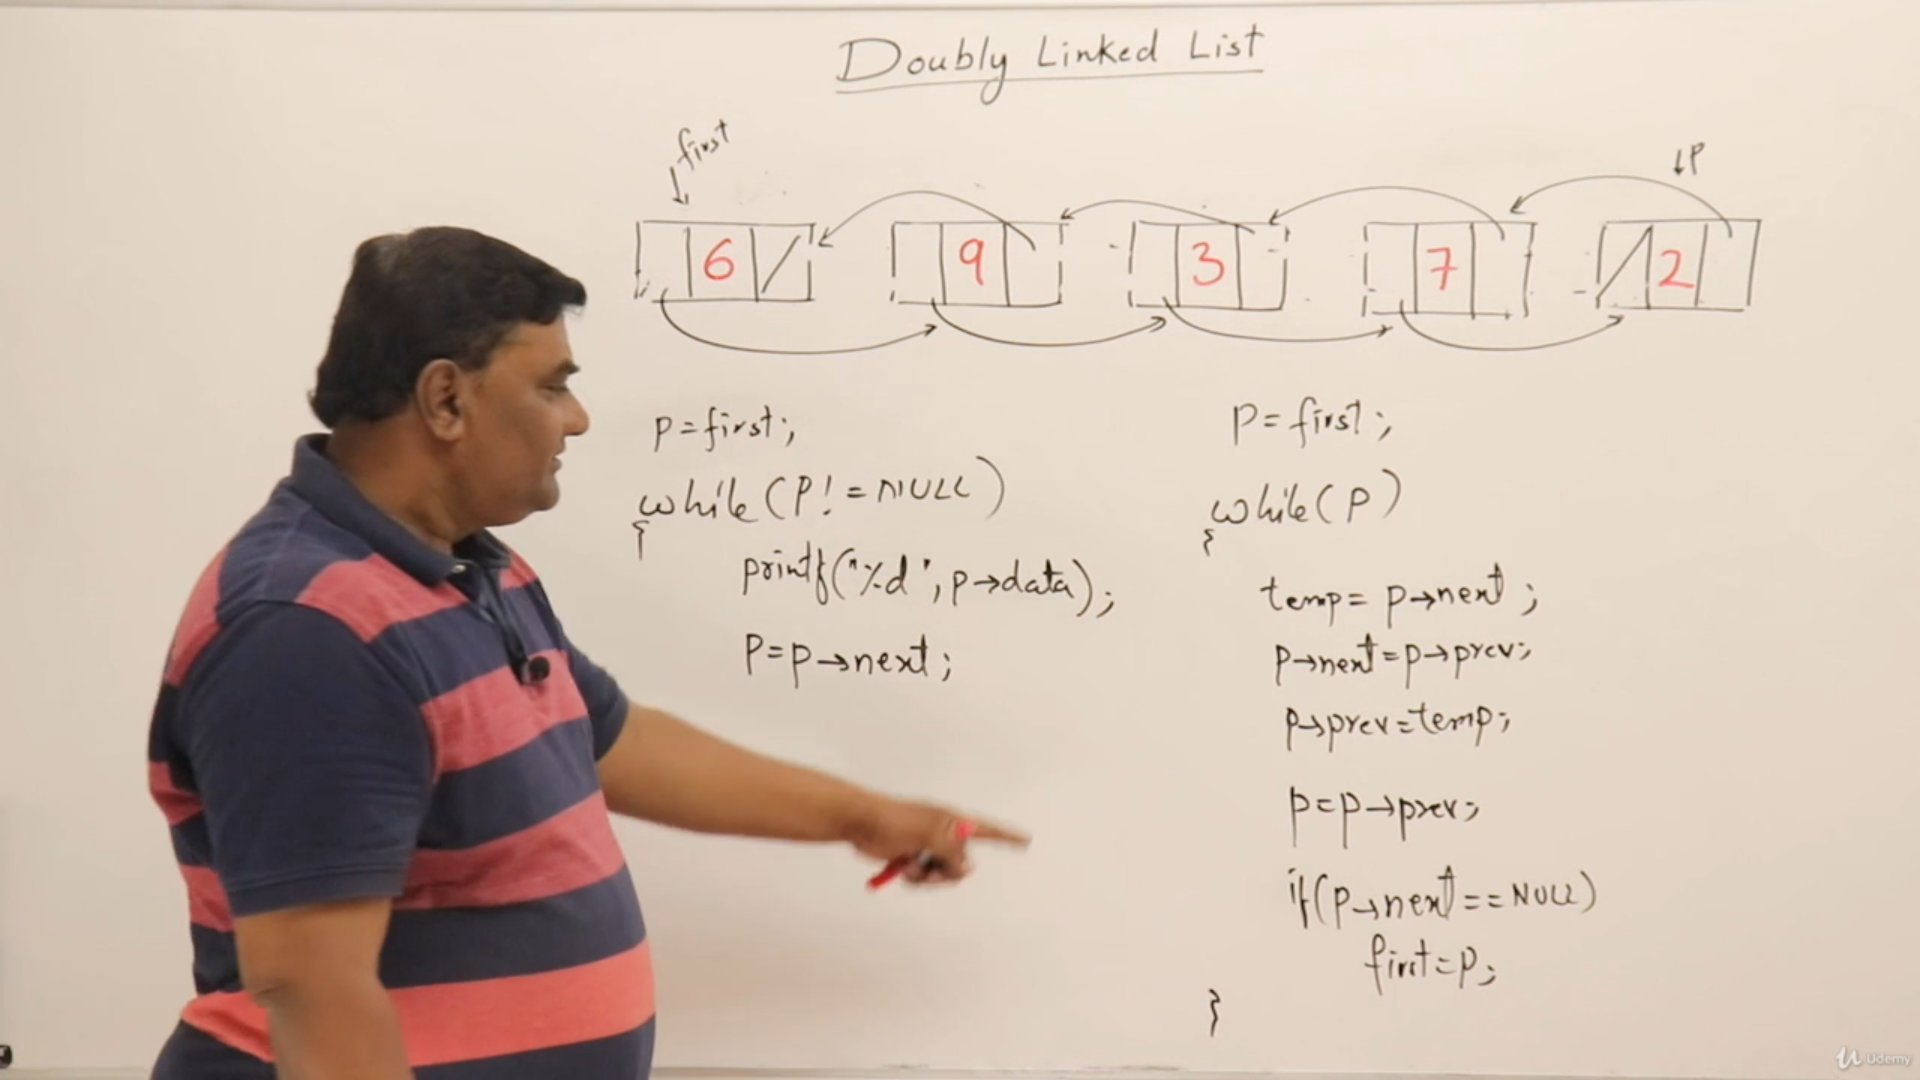 Doubly Linked List
first
↓P
6 9 3 7 2
p=first;
while(P!=NULL)
{
printf("%d", p→data);
P=p→next;
P=first;
while(P)
{
temp=p→next;
p→next=p→prev;
p→prev=temp;
p=p→prev;
if(p→next==NULL)
first=p;
}
Udemy